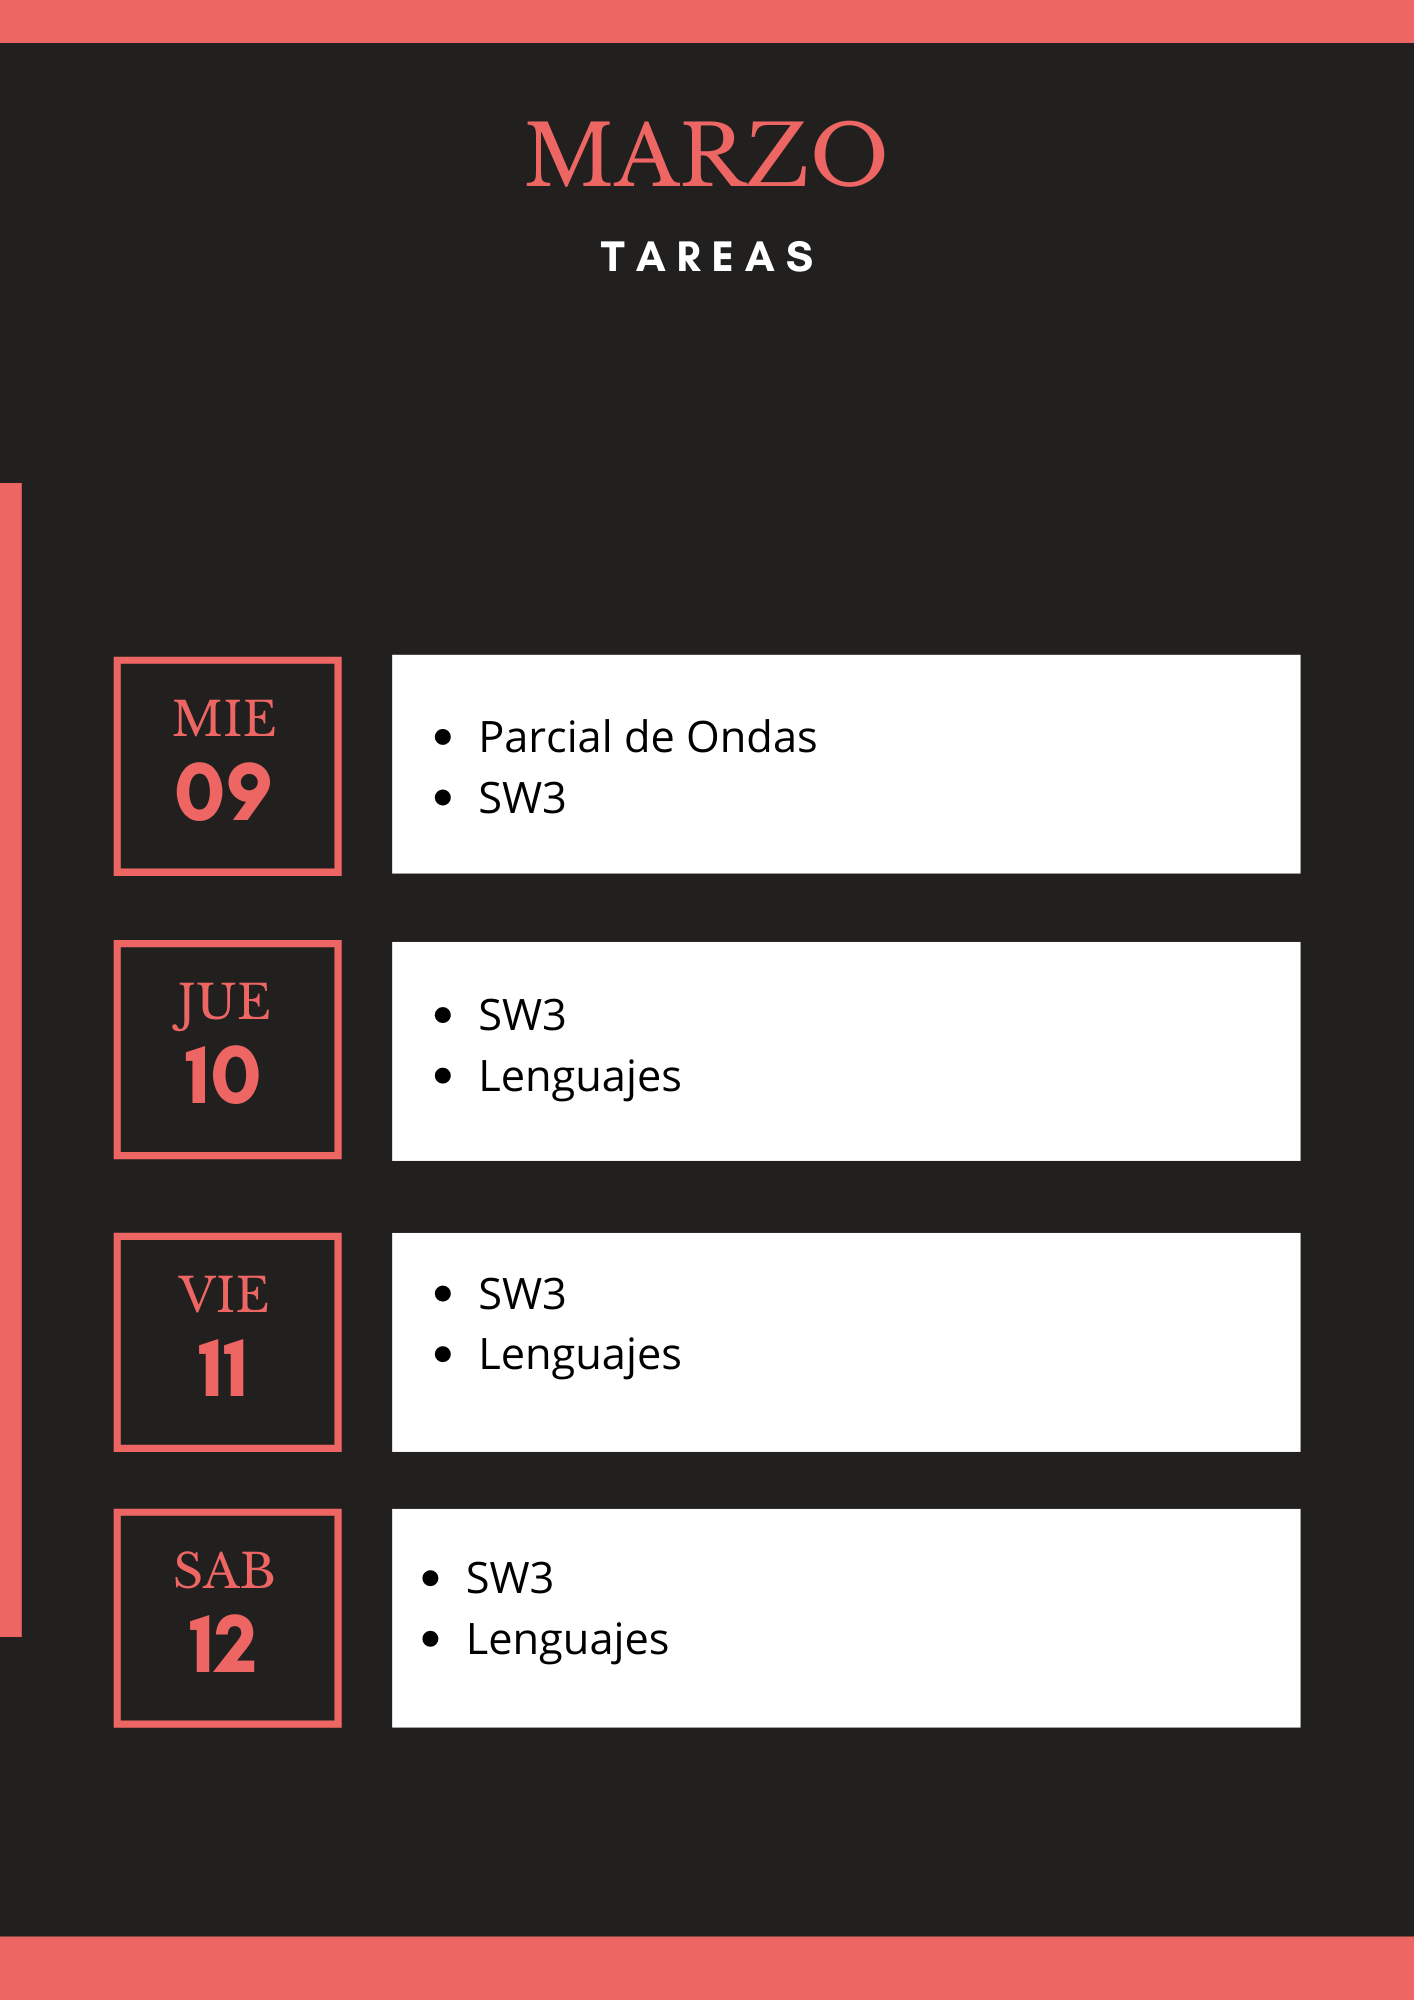 MARZO
TAREAS
MIE
09
• Parcial de Ondas
• SW3
JUE
10
• SW3
• Lenguajes
VIE
11
• SW3
• Lenguajes
SAB
12
• SW3
• Lenguajes